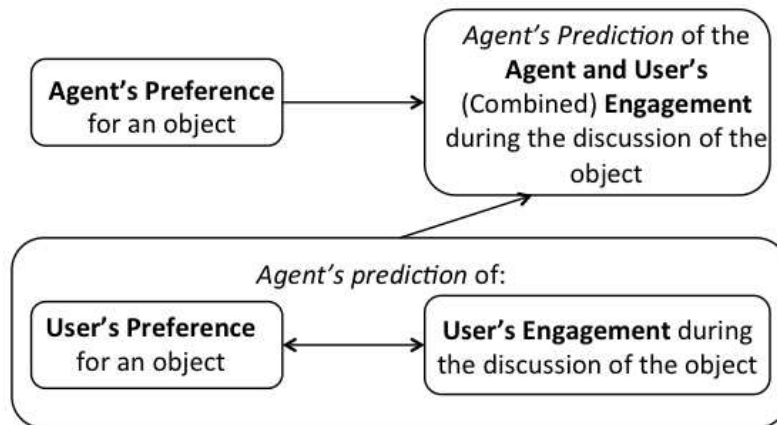 Agent's Prediction of the
Agent and User's
(Combined) Engagement
during the discussion of the
object
Agent's Preference
for an object
Agent's prediction of:
User's Preference
for an object
User's Engagement during
the discussion of the object